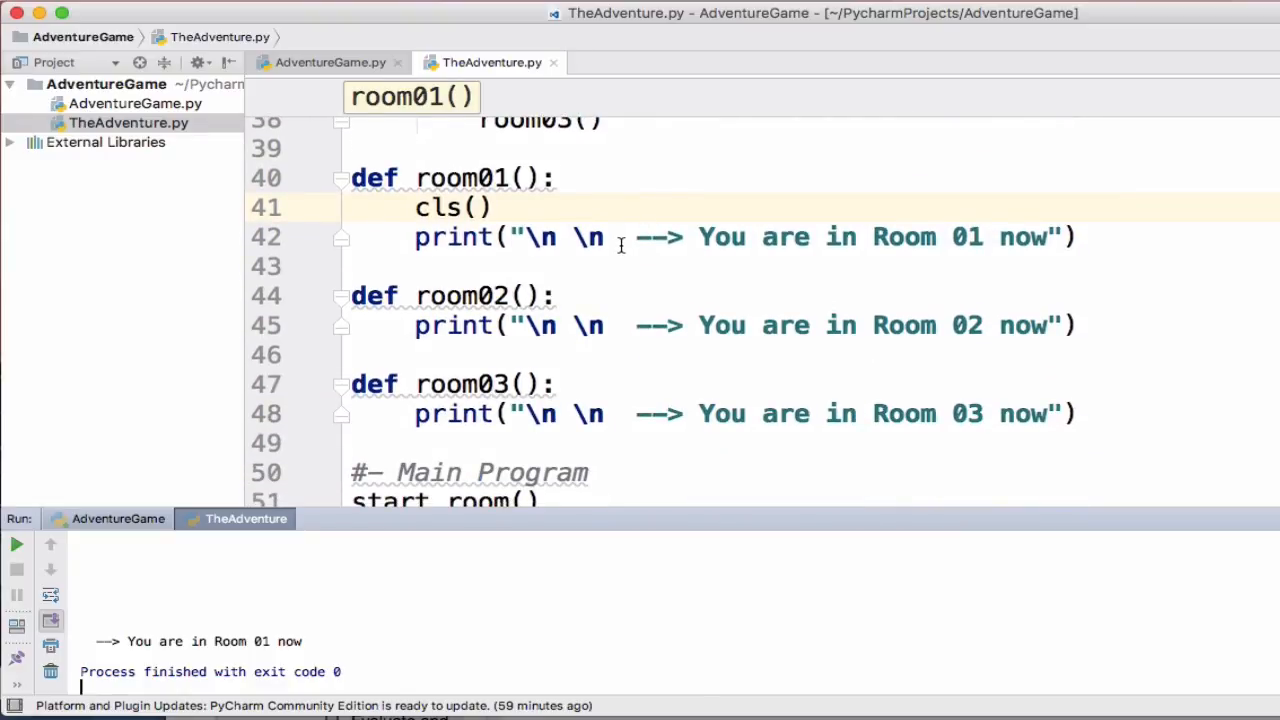 TheAdventure.py - AdventureGame - [~/PycharmProjects/AdventureGame]
AdventureGame TheAdventure.py
Project AdventureGame.py TheAdventure.py
AdventureGame ~/Pycharm
AdventureGame.py
TheAdventure.py
External Libraries
room01()
38 room03()
39
40 def room01():
41 cls()
42 print("\n \n --> You are in Room 01 now")
43
44 def room02():
45 print("\n \n --> You are in Room 02 now")
46
47 def room03():
48 print("\n \n --> You are in Room 03 now")
49
50 #- Main Program
51 start_room()
Run: AdventureGame TheAdventure
--> You are in Room 01 now
Process finished with exit code 0
Platform and Plugin Updates: PyCharm Community Edition is ready to update. (59 minutes ago)
Evaluate and